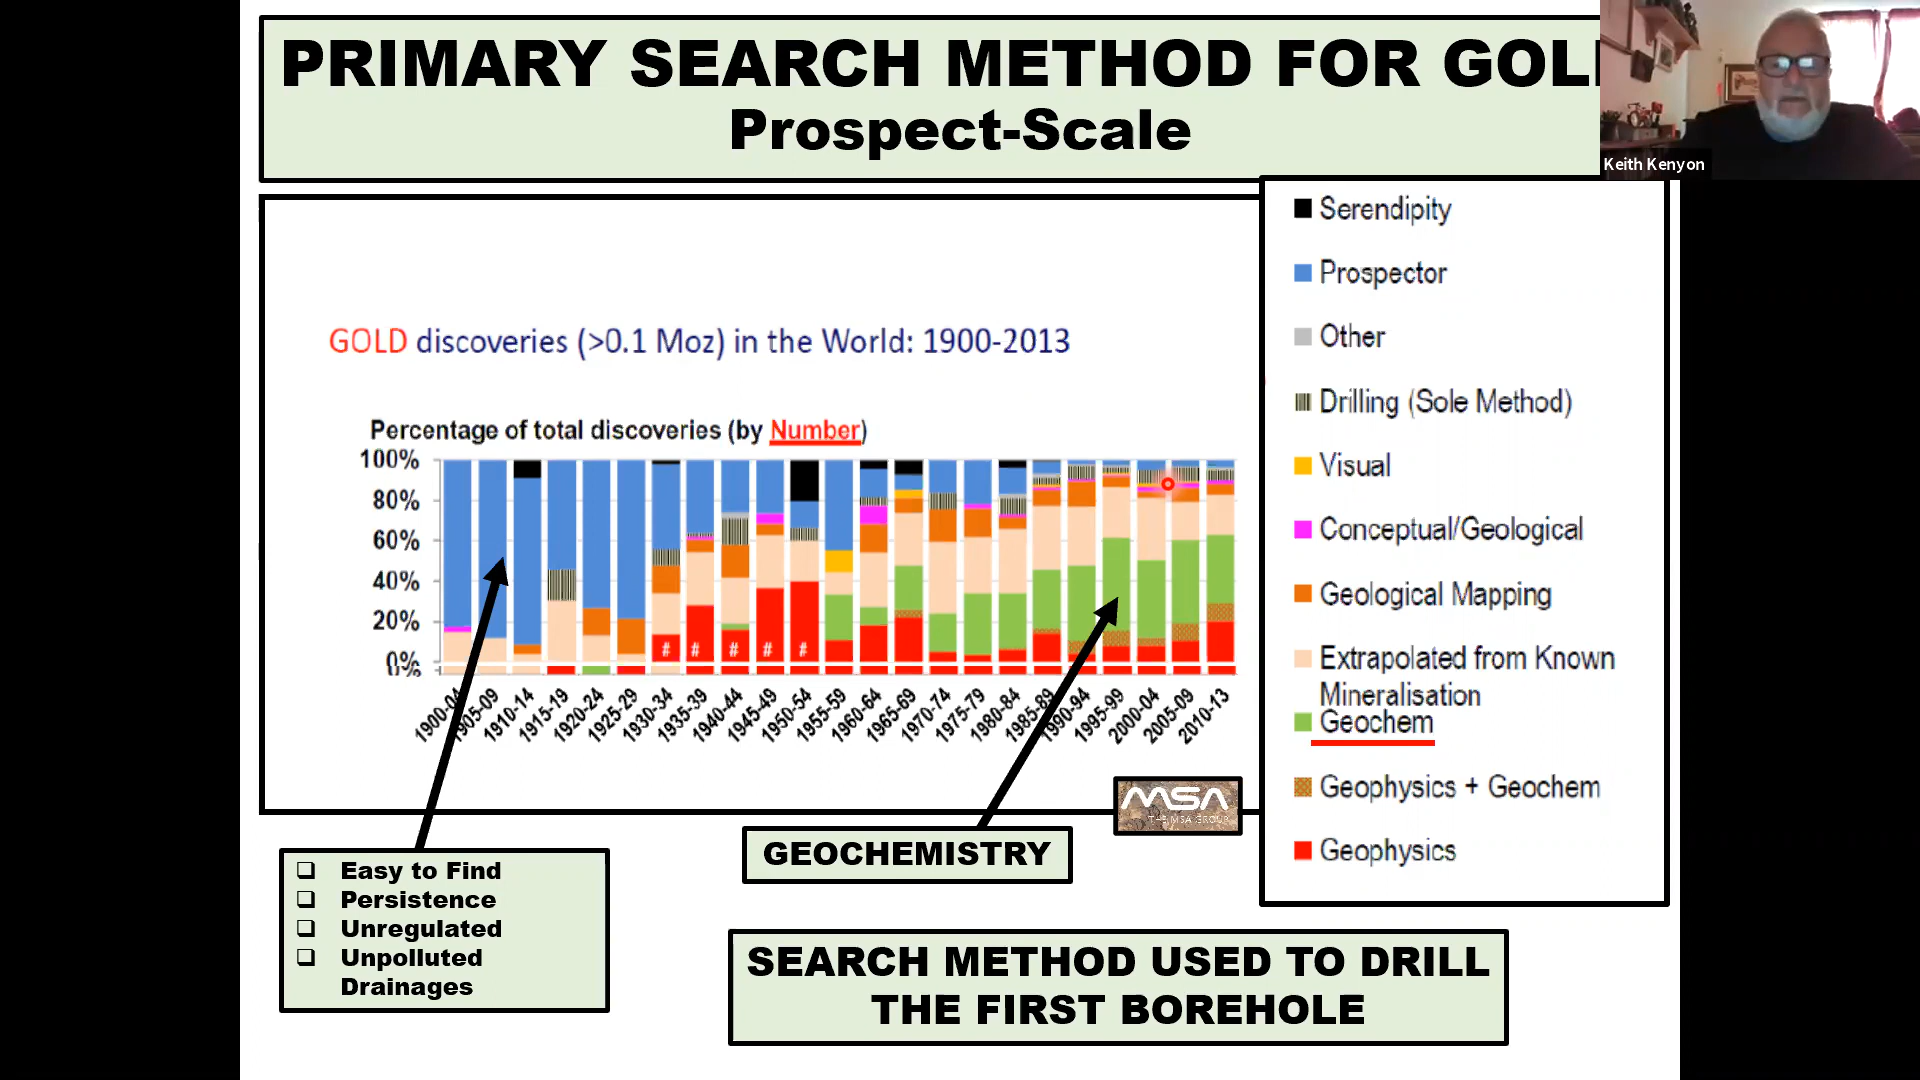 PRIMARY SEARCH METHOD FOR GOL
Prospect-Scale
Keith Kenyon
GOLD discoveries (>0.1 Moz) in the World: 1900-2013
Percentage of total discoveries (by Number)
100%
80%
60%
40%
20%
0%
0%
# # # # #
1900-04 1905-09 1910-14 1915-19 1920-24 1925-29 1930-34 1935-39 1940-44 1945-49 1950-54 1955-59 1960-64 1965-69 1970-74 1975-79 1980-84 1985-89 1990-94 1995-99 2000-04 2005-09 2010-13
Serendipity
Prospector
Other
Drilling (Sole Method)
Visual
Conceptual/Geological
Geological Mapping
Extrapolated from Known
Mineralisation
Geochem
Geophysics + Geochem
Geophysics
MSA
THE MSA GROUP
Easy to Find
Persistence
Unregulated
Unpolluted
Drainages
GEOCHEMISTRY
SEARCH METHOD USED TO DRILL
THE FIRST BOREHOLE